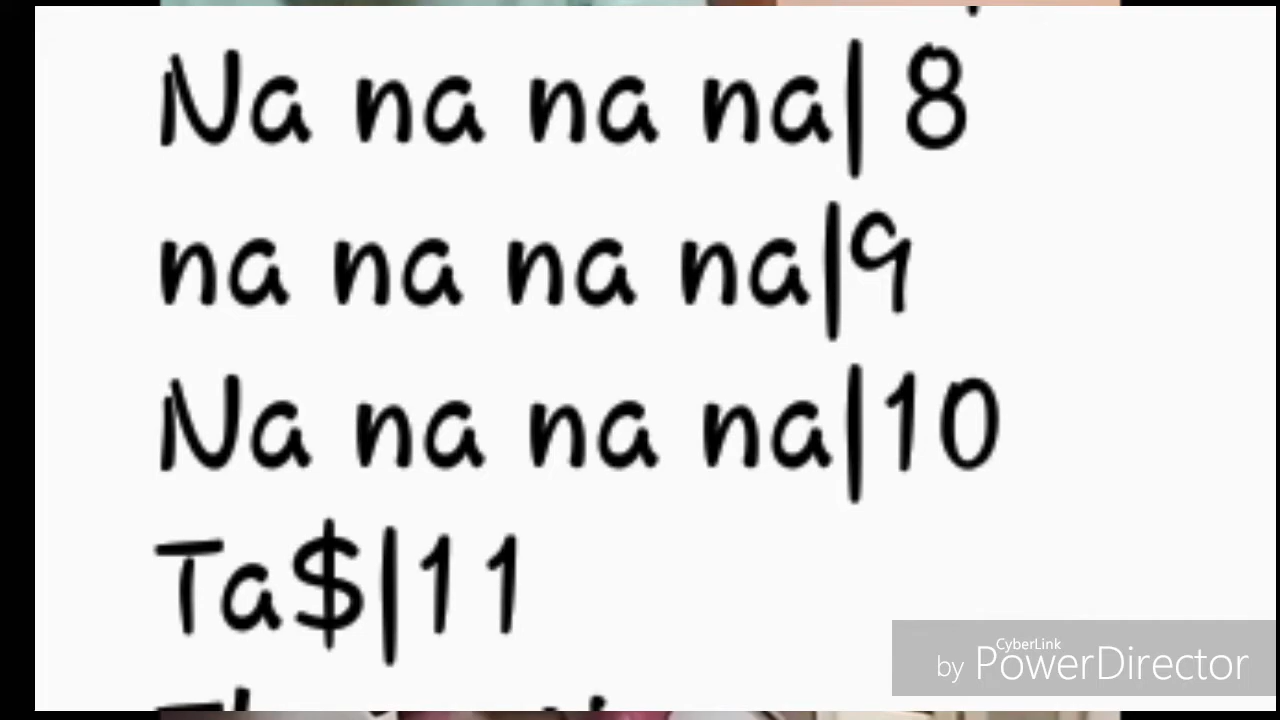 Na na na na| 8
na na na na|9
Na na na na|10
Ta$|11
CyberLink
by PowerDirector